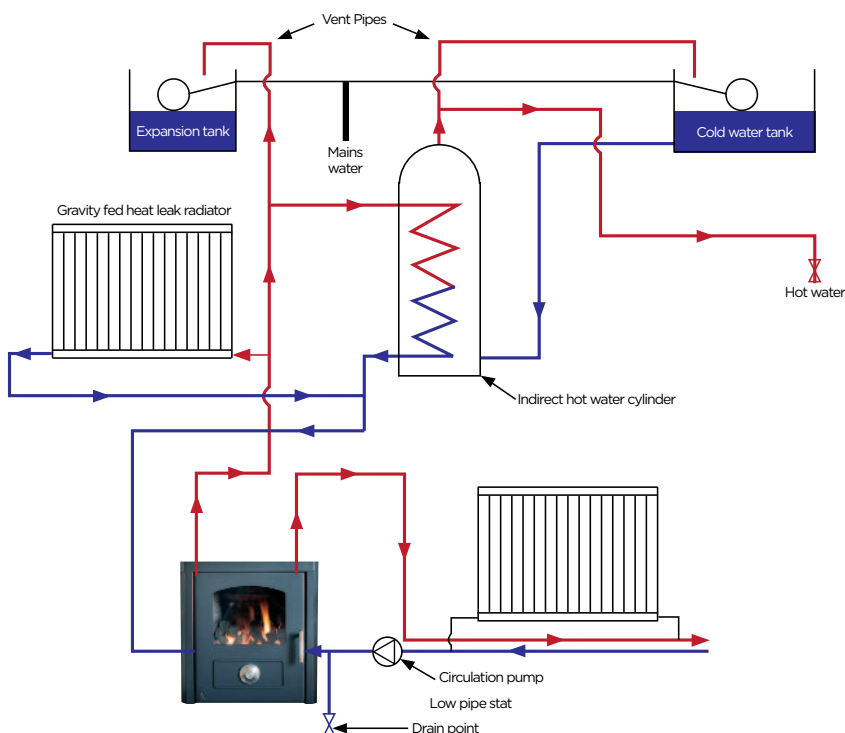 Vent Pipes
Expansion tank
Mains
water
Cold water tank
Gravity fed heat leak radiator
Hot water
Indirect hot water cylinder
Circulation pump
Low pipe stat
Drain point